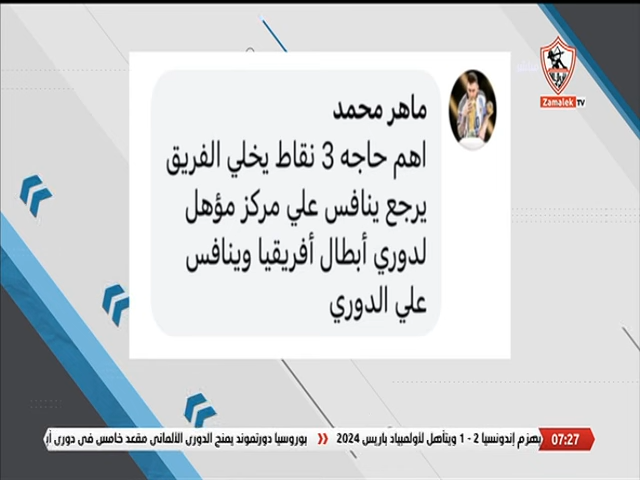 Zamalek TV
ماهر محمد
اهم حاجه 3 نقاط يخلي الفريق
يرجع ينافس علي مركز مؤهل
لدوري أبطال أفريقيا وينافس
علي الدوري
07:27
يهزم إندونسيا 2 - 1 ويتأهل لأولمبياد باريس 2024 » بوروسيا دورتموند يمنح الدوري الألماني مقعد خامس في دوري أب